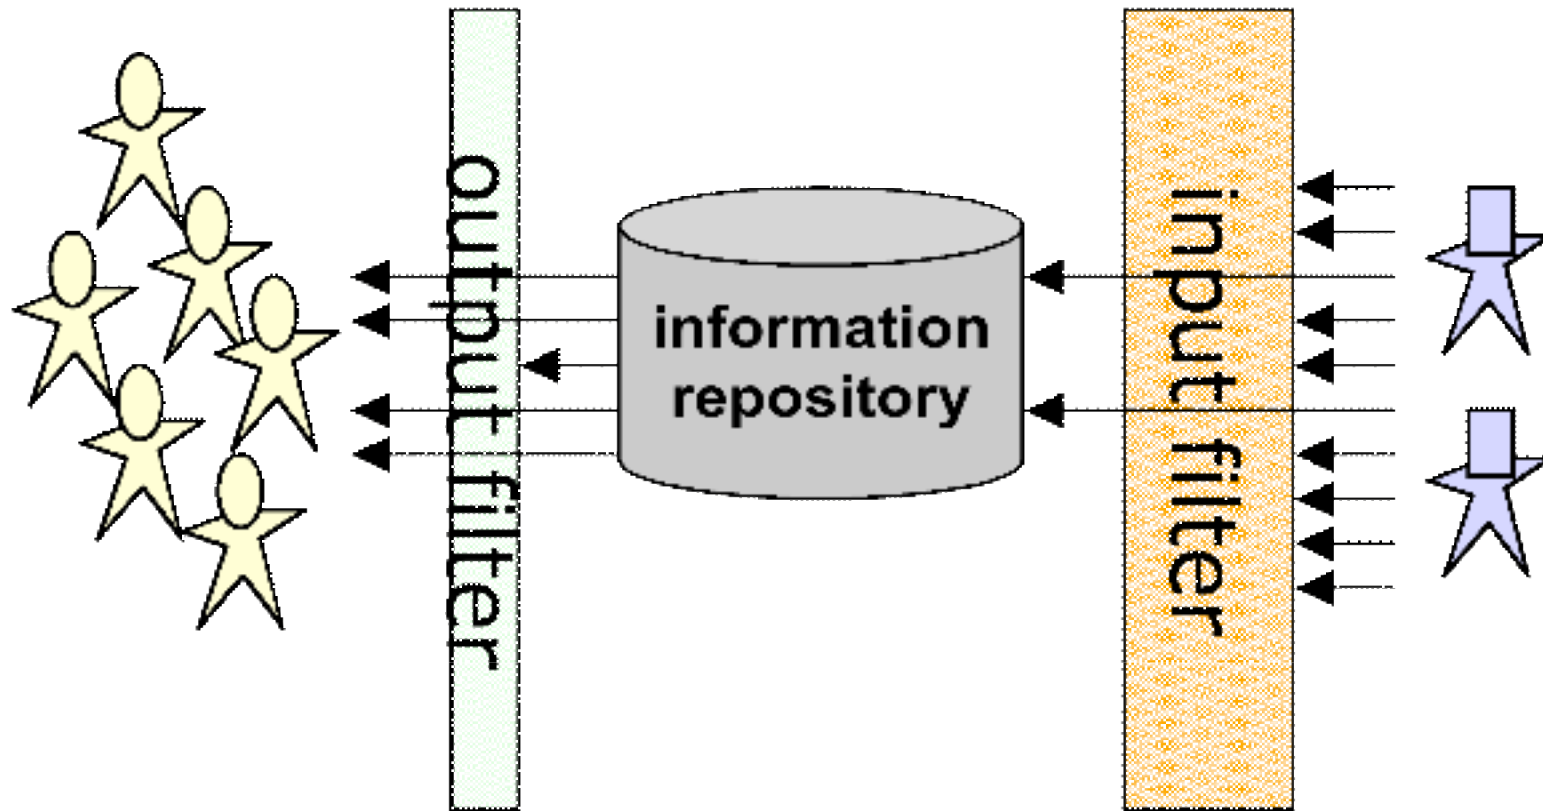 output filter
information
repository
input filter